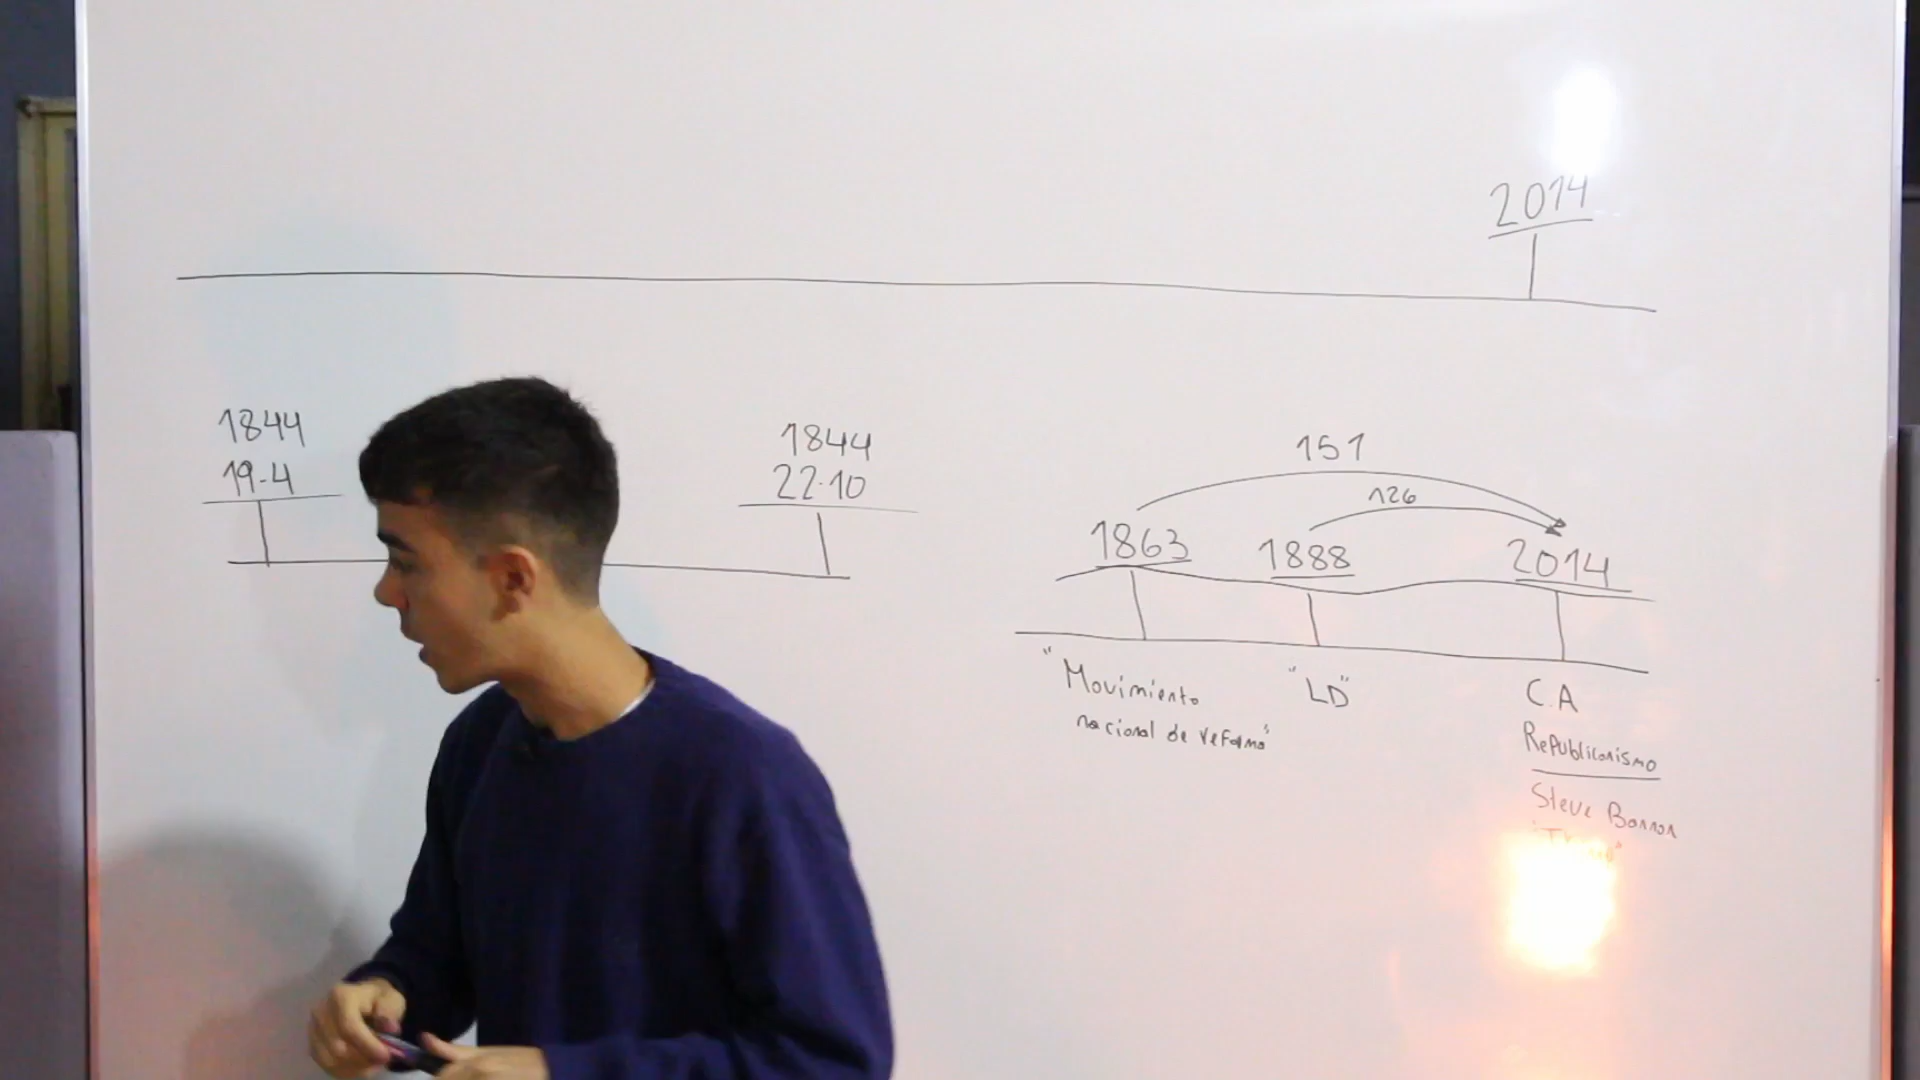 2014
1844
19-4
1844
22.10
151
126
1863
1888
2014
"Movimiento
nacional de reforma"
"LD"
C.A
Republicanismo
Steve Bannon